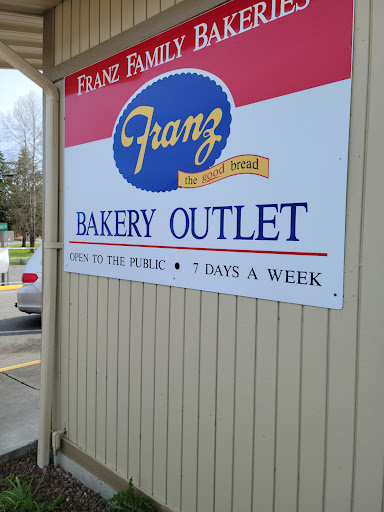 FRANZ FAMILY BAKERIES
Franz
the good bread
BAKERY OUTLET
OPEN TO THE PUBLIC • 7 DAYS A WEEK